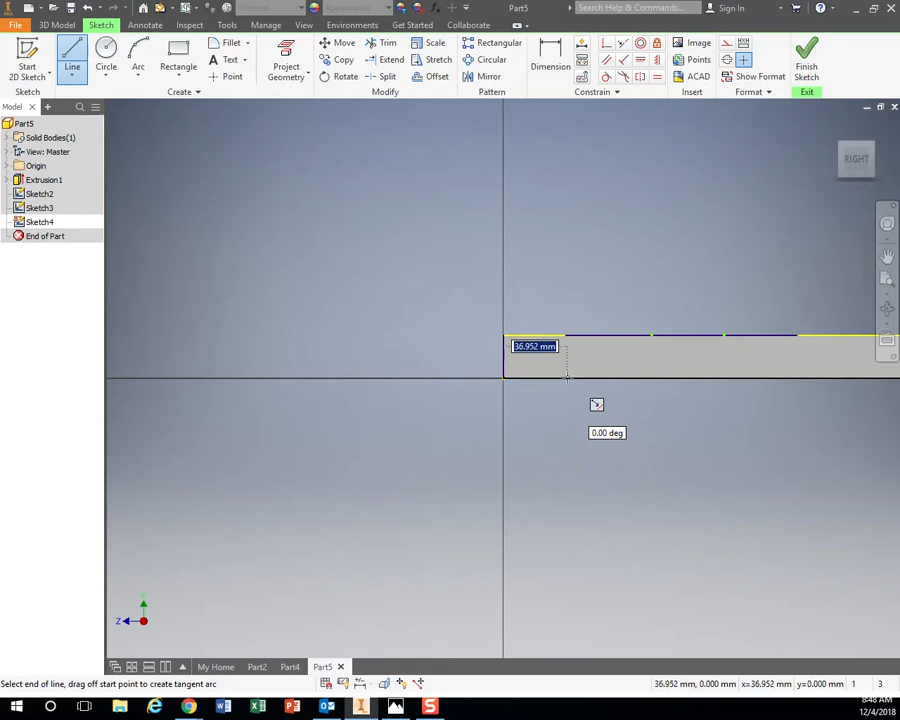 Material
Appearance
Part5
Search Help & Commands...
Sign In
File
3D Model
Sketch
Annotate
Inspect
Tools
Manage
View
Environments
Get Started
Collaborate
Start
2D Sketch
Line
Circle
Arc
Rectangle
Fillet
Text
Point
Project
Geometry
Move
Copy
Rotate
Trim
Extend
Split
Scale
Stretch
Offset
Rectangular
Circular
Mirror
Dimension
Image
Points
ACAD
Show Format
Finish
Sketch
Sketch
Create
Modify
Pattern
Constrain
Insert
Format
Exit
Model
Part5
Solid Bodies(1)
View: Master
Origin
Extrusion1
Sketch2
Sketch3
Sketch4
End of Part
RIGHT
36.952 mm
0.00 deg
Z
My Home
Part2
Part4
Part5
Select end of line, drag off start point to create tangent arc
36.952 mm, 0.000 mm
x=36.952 mm
y=0.000 mm
1
3
8:48 AM
12/4/2018